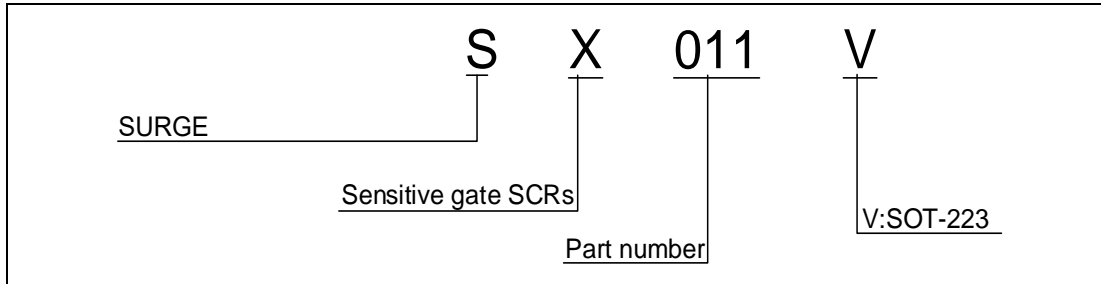 S X 011 V
SURGE
Sensitive gate SCRs
V:SOT-223
Part number